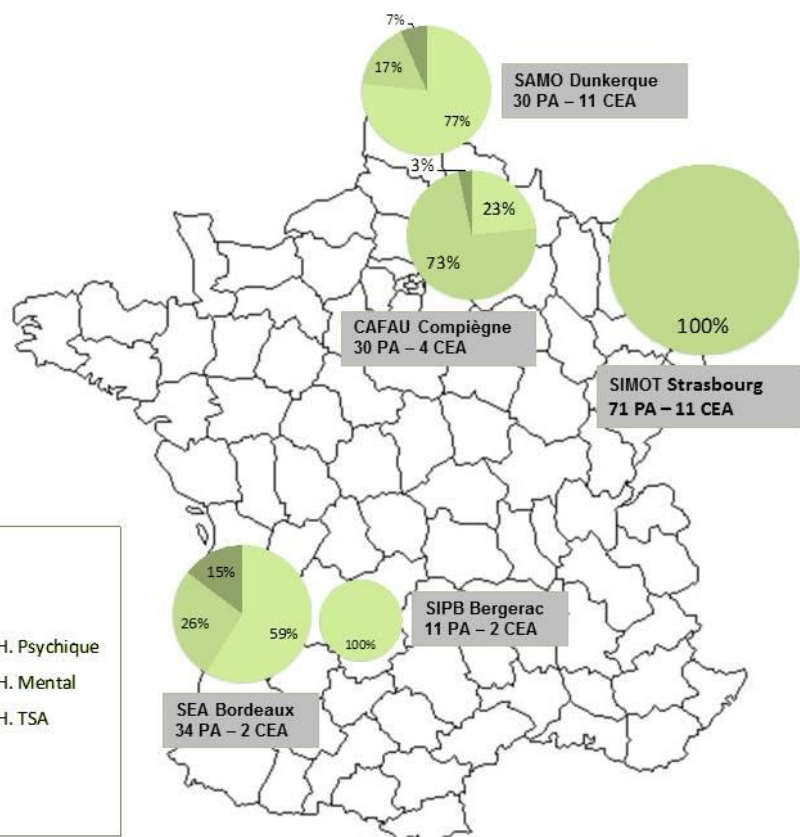 7%
17%
77%
SAMO Dunkerque
30 PA – 11 CEA
3%
23%
73%
CAFAU Compiègne
30 PA – 4 CEA
100%
SIMOT Strasbourg
71 PA – 11 CEA
15%
26%
59%
SEA Bordeaux
34 PA – 2 CEA
100%
SIPB Bergerac
11 PA – 2 CEA
H. Psychique
H. Mental
H. TSA